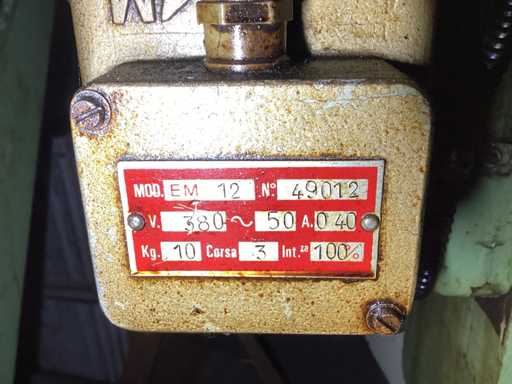 MOD. EM 12 N° 49012
V. 380 ~ 50 A. 0 40
Kg. 10 Corsa 3 Int.za 100%